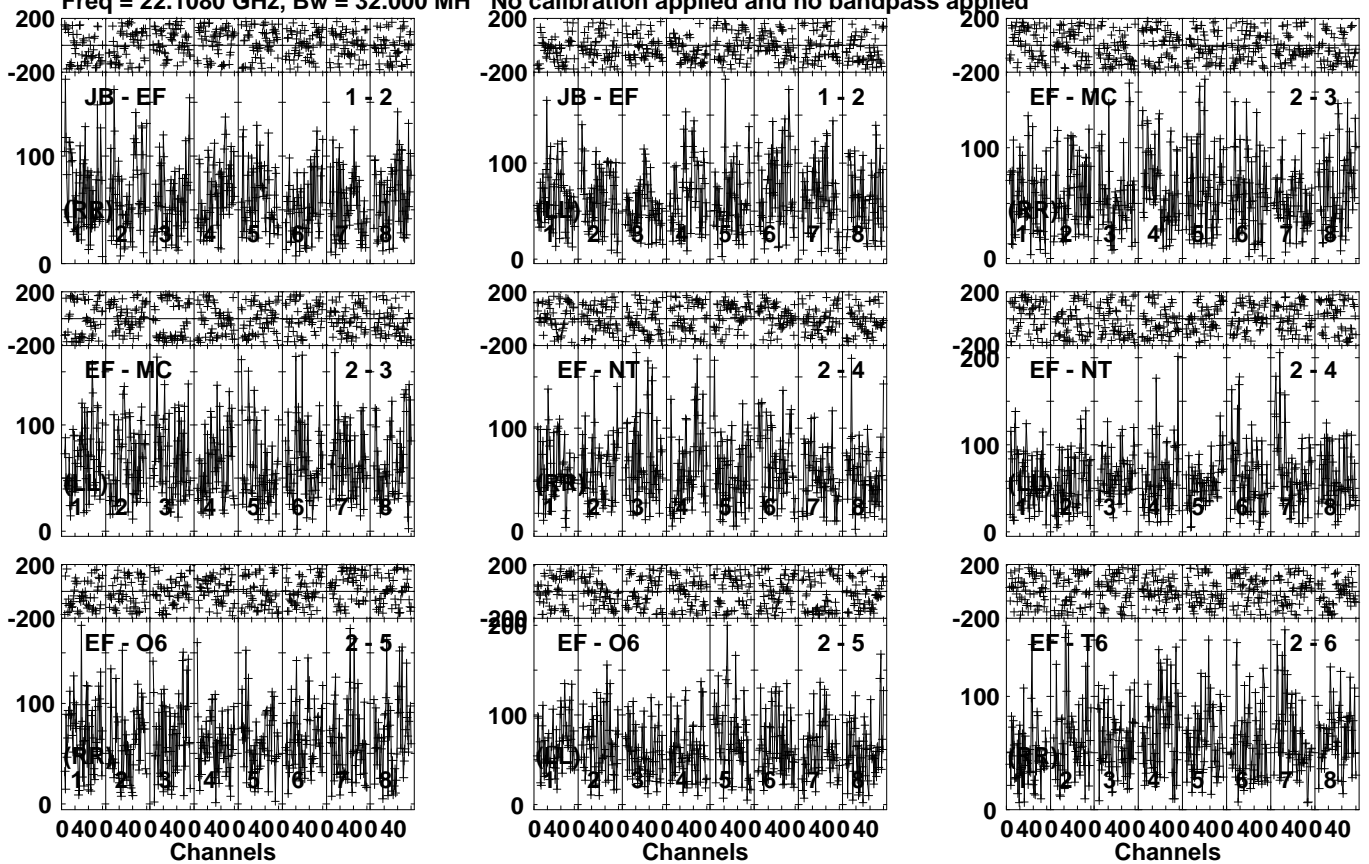 Freq = 22.1080 GHz, Bw = 32.000 MH No calibration applied and no bandpass applied
200
-200
JB - EF 1 - 2
100
(RR)
1 2 3 4 5 6 7 8
0
200
-200
JB - EF 1 - 2
100
(LL)
1 2 3 4 5 6 7 8
0
200
-200
EF - MC 2 - 3
100
(RR)
1 2 3 4 5 6 7 8
0
200
-200
EF - MC 2 - 3
100
(LL)
1 2 3 4 5 6 7 8
0
200
-200
EF - NT 2 - 4
100
(RR)
1 2 3 4 5 6 7 8
0
200
-200
200
EF - NT 2 - 4
100
(LL)
1 2 3 4 5 6 7 8
0
200
-200
EF - O6 2 - 5
100
(RR)
1 2 3 4 5 6 7 8
0
0 40 0 40 0 40 0 40 0 40 0 40 0 40 0 40
Channels
200
-200
200
EF - O6 2 - 5
100
(LL)
1 2 3 4 5 6 7 8
0
0 40 0 40 0 40 0 40 0 40 0 40 0 40 0 40
Channels
200
-200
EF - T6 2 - 6
100
(RR)
1 2 3 4 5 6 7 8
0
0 40 0 40 0 40 0 40 0 40 0 40 0 40 0 40
Channels